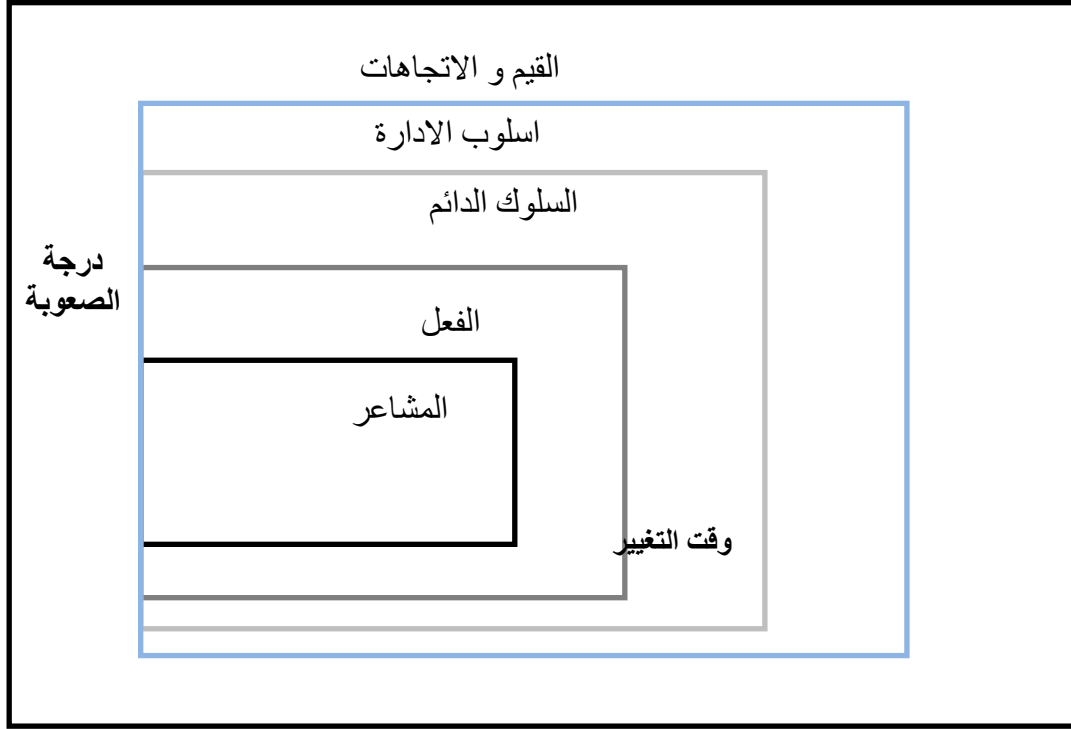 القيم و الاتجاهات
اسلوب الادارة
السلوك الدائم
درجة
الصعوبة
الفعل
المشاعر
وقت التغيير